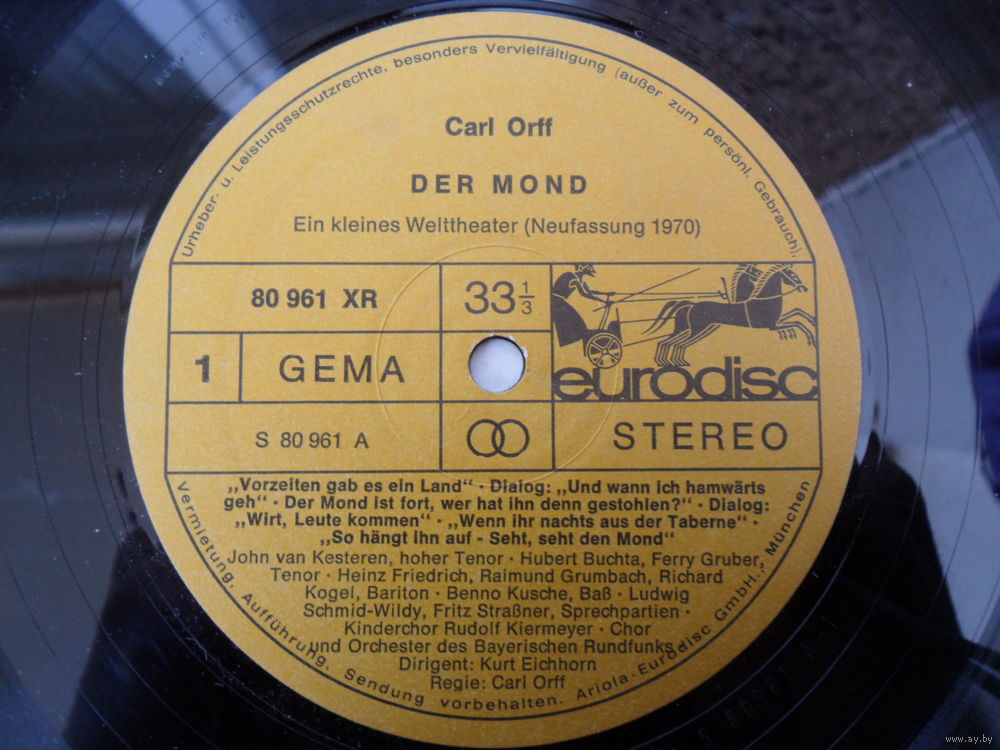 Urheber- u. Leistungsschutzrechte, besonders Vervielfältigung (außer zum persönl. Gebrauch),
Carl Orff
DER MOND
Ein kleines Welttheater (Neufassung 1970)
80 961 XR
33 1/3
eurodisc
1
GEMA
S 80 961 A
STEREO
„Vorzeiten gab es ein Land“ · Dialog: „Und wann ich hamwärts
geh“ · Der Mond ist fort, wer hat ihn denn gestohlen?“ · Dialog:
„Wirt, Leute kommen“ · „Wenn ihr nachts aus der Taberne“ ·
„So hängt ihn auf - Seht, seht den Mond“
John van Kesteren, hoher Tenor · Hubert Buchta, Ferry Gruber,
Tenor · Heinz Friedrich, Raimund Grumbach, Richard
Kogel, Bariton · Benno Kusche, Baß · Ludwig
Schmid-Wildy, Fritz Straßner, Sprechpartien ·
Kinderchor Rudolf Kiermeyer · Chor
und Orchester des Bayerischen Rundfunks
Dirigent: Kurt Eichhorn
Regie: Carl Orff
Vermietung, Aufführung, Sendung vorbehalten. Ariola-Eurodisc GmbH., München
www.ay.by